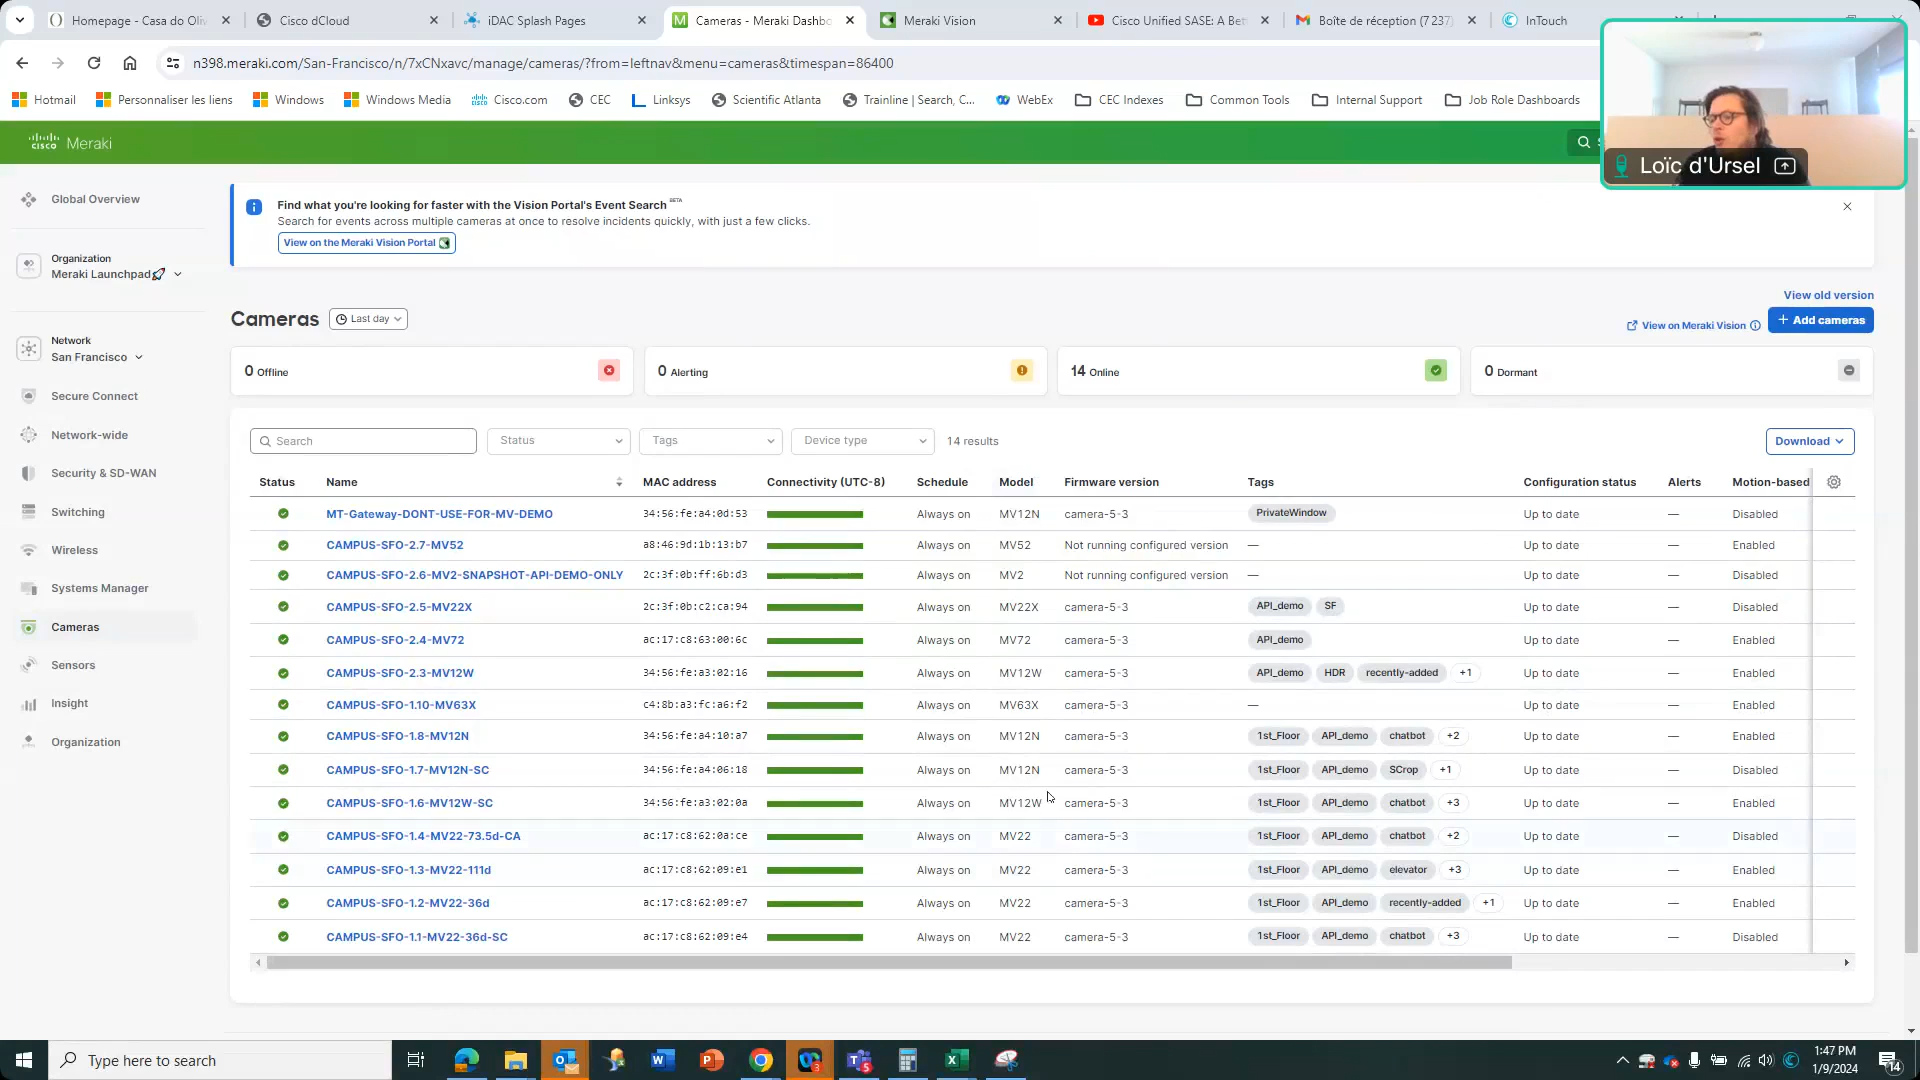 Homepage - Casa do Oliv
Cisco dCloud
iDAC Splash Pages
Cameras - Meraki Dashbo
Meraki Vision
Cisco Unified SASE: A Bet
Boîte de réception (7 237)
InTouch
n398.meraki.com/San-Francisco/n/7xCNxavc/manage/cameras/?from=leftnav&menu=cameras&timespan=86400
Hotmail
Personnaliser les liens
Windows
Windows Media
Cisco.com
CEC
Linksys
Scientific Atlanta
Trainline | Search, C...
WebEx
CEC Indexes
Common Tools
Internal Support
Job Role Dashboards
Loïc d'Ursel
cisco Meraki
Global Overview
Organization
Meraki Launchpad🚀
Network
San Francisco
Secure Connect
Network-wide
Security & SD-WAN
Switching
Wireless
Systems Manager
Cameras
Sensors
Insight
Organization
Find what you're looking for faster with the Vision Portal's Event Search BETA
Search for events across multiple cameras at once to resolve incidents quickly, with just a few clicks.
View on the Meraki Vision Portal
View old version
Cameras Last day
View on Meraki Vision
+ Add cameras
0 Offline
0 Alerting
14 Online
0 Dormant
Search
Status
Tags
Device type
14 results
Download
Status Name MAC address Connectivity (UTC-8) Schedule Model Firmware version Tags Configuration status Alerts Motion-based
MT-Gateway-DONT-USE-FOR-MV-DEMO 34:56:fe:a4:0d:53 Always on MV12N camera-5-3 PrivateWindow Up to date — Disabled
CAMPUS-SFO-2.7-MV52 a8:46:9d:1b:13:b7 Always on MV52 Not running configured version — Up to date — Enabled
CAMPUS-SFO-2.6-MV2-SNAPSHOT-API-DEMO-ONLY 2c:3f:0b:ff:6b:d3 Always on MV2 Not running configured version — Up to date — Disabled
CAMPUS-SFO-2.5-MV22X 2c:3f:0b:c2:ca:94 Always on MV22X camera-5-3 API_demo SF Up to date — Disabled
CAMPUS-SFO-2.4-MV72 ac:17:c8:63:00:6c Always on MV72 camera-5-3 API_demo Up to date — Enabled
CAMPUS-SFO-2.3-MV12W 34:56:fe:a3:02:16 Always on MV12W camera-5-3 API_demo HDR recently-added +1 Up to date — Enabled
CAMPUS-SFO-1.10-MV63X c4:8b:a3:fc:a6:f2 Always on MV63X camera-5-3 — Up to date — Enabled
CAMPUS-SFO-1.8-MV12N 34:56:fe:a4:10:a7 Always on MV12N camera-5-3 1st_Floor API_demo chatbot +2 Up to date — Enabled
CAMPUS-SFO-1.7-MV12N-SC 34:56:fe:a4:06:18 Always on MV12N camera-5-3 1st_Floor API_demo SCrop +1 Up to date — Disabled
CAMPUS-SFO-1.6-MV12W-SC 34:56:fe:a3:02:0a Always on MV12W camera-5-3 1st_Floor API_demo chatbot +3 Up to date — Enabled
CAMPUS-SFO-1.4-MV22-73.5d-CA ac:17:c8:62:0a:ce Always on MV22 camera-5-3 1st_Floor API_demo chatbot +2 Up to date — Disabled
CAMPUS-SFO-1.3-MV22-111d ac:17:c8:62:09:e1 Always on MV22 camera-5-3 1st_Floor API_demo elevator +3 Up to date — Enabled
CAMPUS-SFO-1.2-MV22-36d ac:17:c8:62:09:e7 Always on MV22 camera-5-3 1st_Floor API_demo recently-added +1 Up to date — Enabled
CAMPUS-SFO-1.1-MV22-36d-SC ac:17:c8:62:09:e4 Always on MV22 camera-5-3 1st_Floor API_demo chatbot +3 Up to date — Disabled
Type here to search
1:47 PM
1/9/2024
14